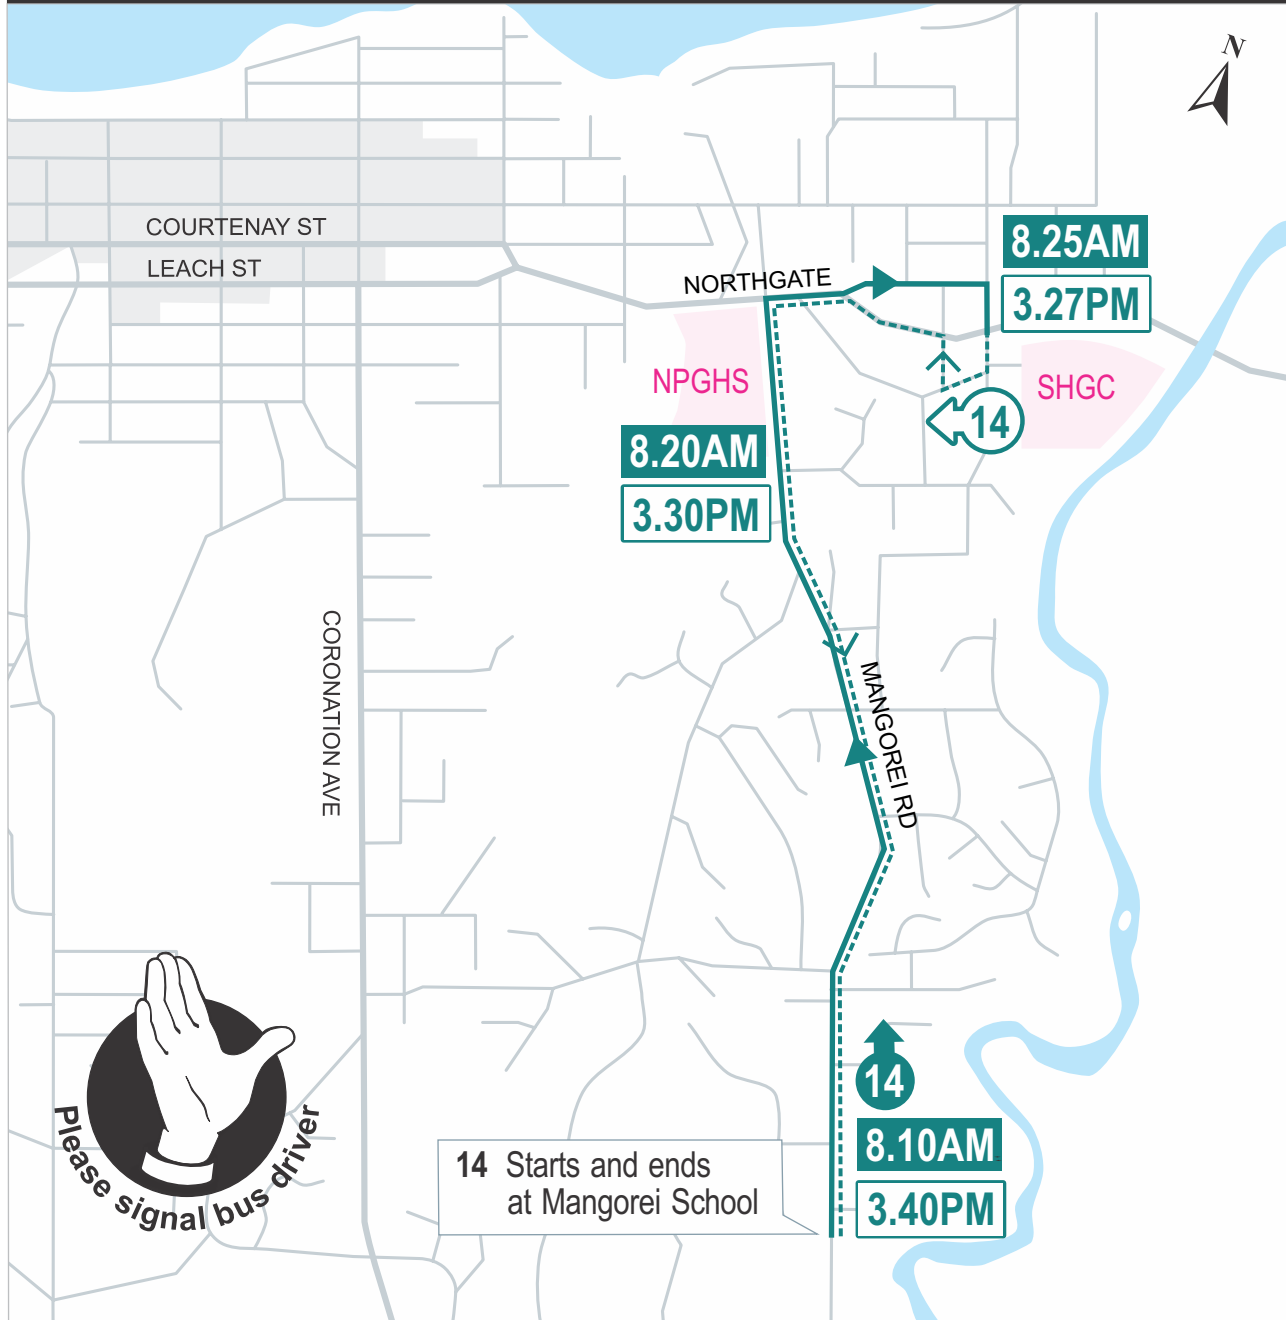 N
COURTENAY ST
LEACH ST
NORTHGATE
8.25AM
3.27PM
NPGHS
SHGC
14
8.20AM
3.30PM
CORONATION AVE
MANGOREI RD
14
8.10AM
3.40PM
14 Starts and ends
at Mangorei School
Please signal bus driver